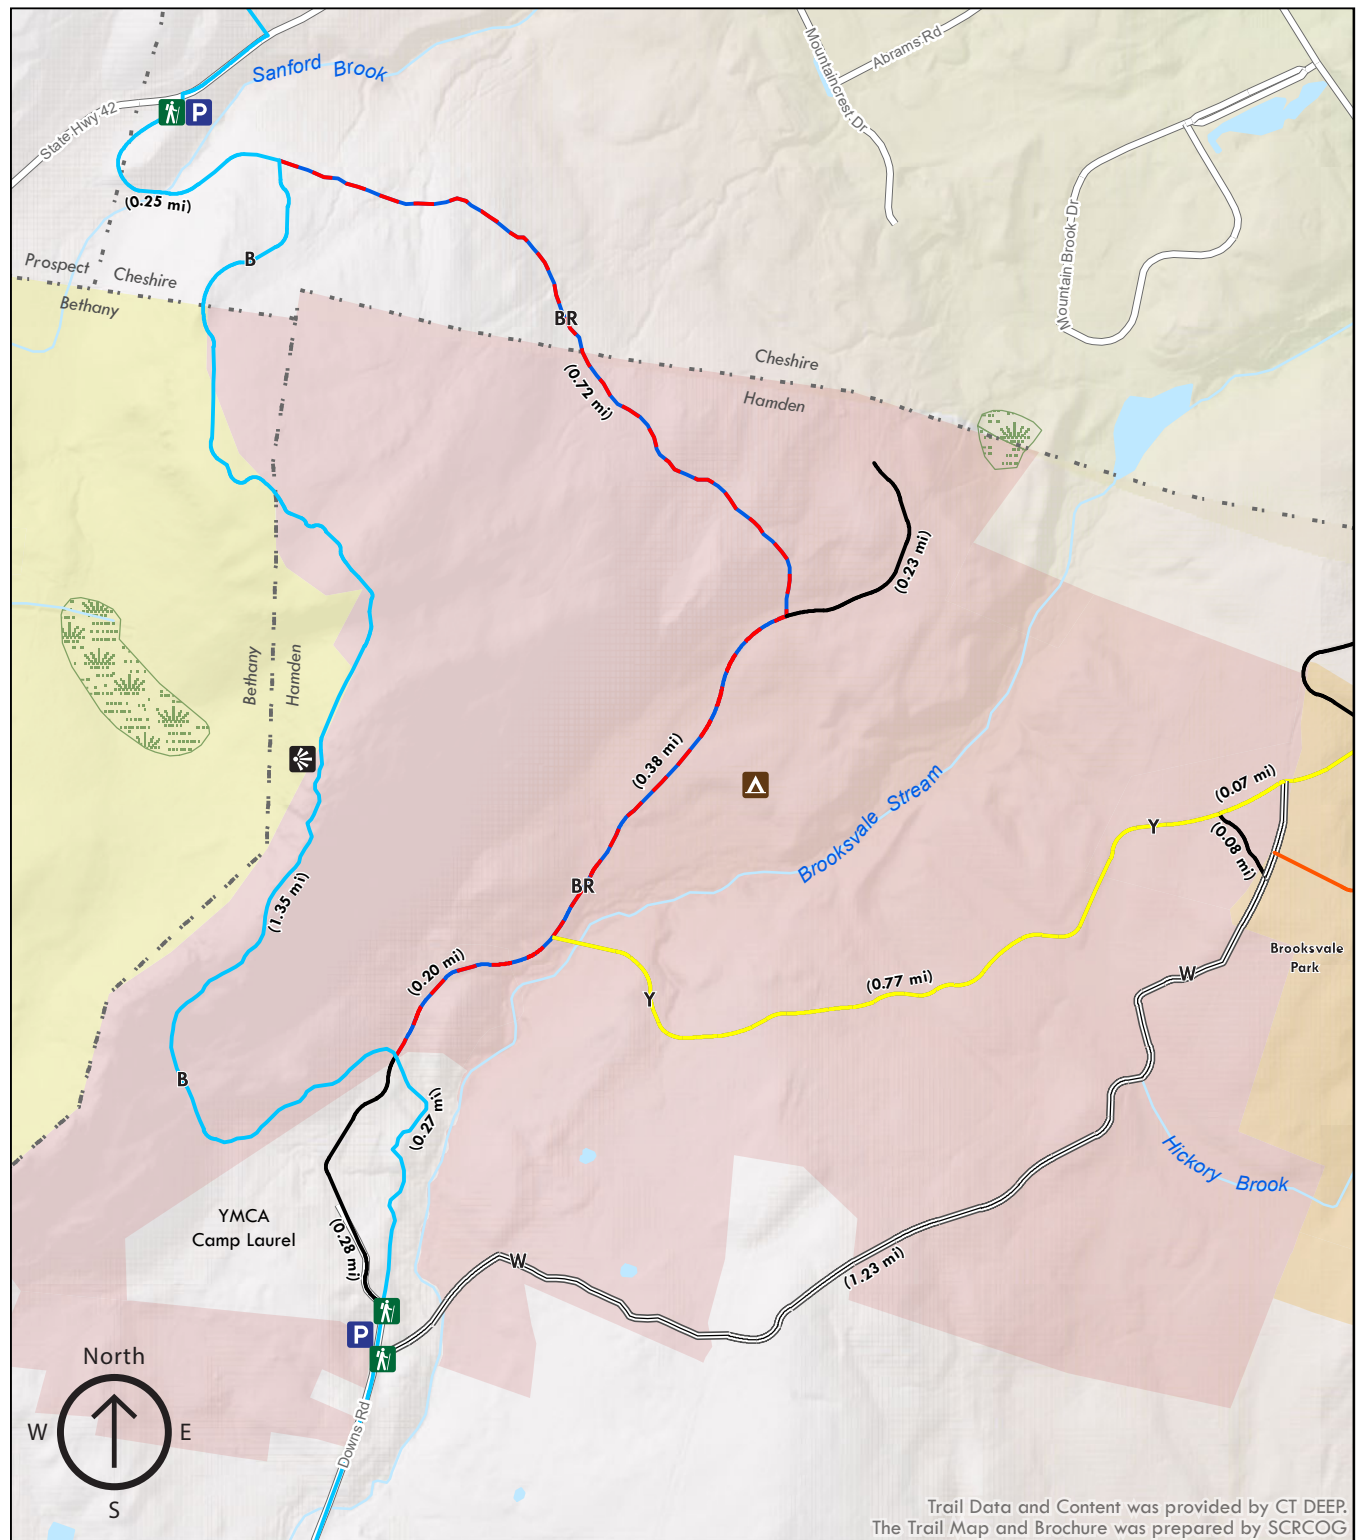 Sanford Brook
Mountaincrest Dr
Abrams Rd
State Hwy 42
P
(0.25 mi)
B
Prospect
Cheshire
Bethany
Mountain Brook Dr
BR
Cheshire
(0.72 mi)
Hamden
(0.23 mi)
Bethany
Hamden
(0.38 mi)
Brooksvale Stream
(0.07 mi)
Y
(0.08 mi)
BR
(1.35 mi)
Brooksvale
Park
(0.20 mi)
W
(0.77 mi)
Y
B
(0.27 mi)
Hickory Brook
YMCA
Camp Laurel
(0.28 mi)
W
(1.23 mi)
P
North
W
E
S
Downs Rd
Trail Data and Content was provided by CT DEEP.
The Trail Map and Brochure was prepared by SCRCOG